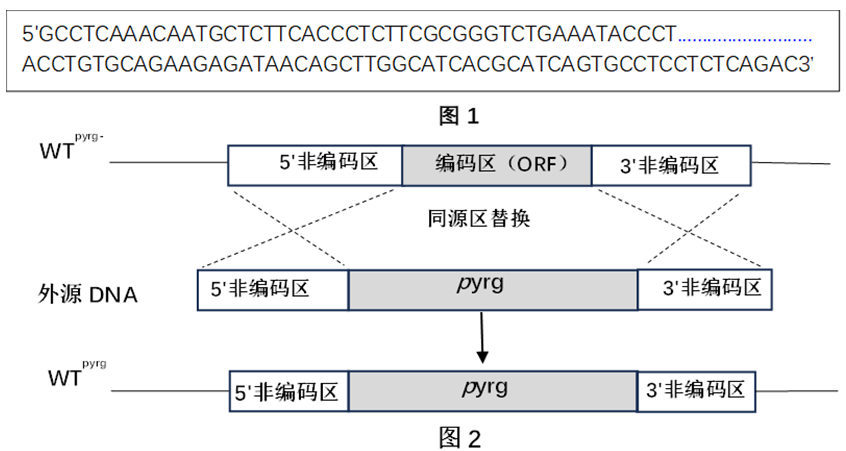 5'GCCTCAAACAATGCTCTTCACCCTCTTCGCGGGTCTGAAATACCCT...........................
ACCTGTGCAGAAGAGATAACAGCTTGGCATCACGCATCAGTGCCTCCTCTCAGAC3'
图 1
WTpyrg-
5'非编码区 编码区（ORF） 3'非编码区
同源区替换
外源 DNA 5'非编码区 pyrg 3'非编码区
WTpyrg 5'非编码区 pyrg 3'非编码区
图 2